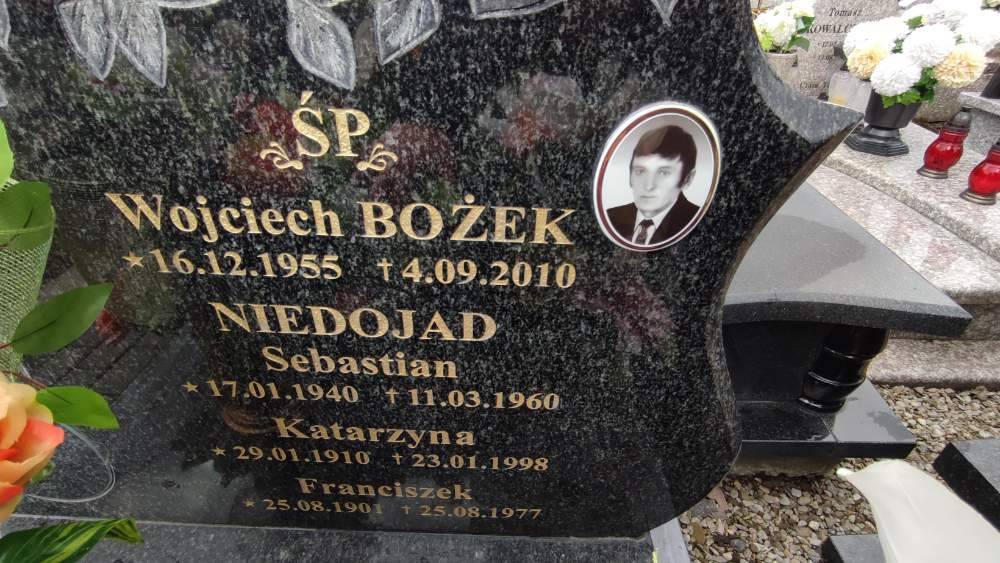 ŚP
Wojciech BOŻEK
★ 16.12.1955 † 4.09.2010
NIEDOJAD
Sebastian
★ 17.01.1940 † 11.03.1960
Katarzyna
★ 29.01.1910 † 23.01.1998
Franciszek
★ 25.08.1901 † 25.08.1977
Tomasz